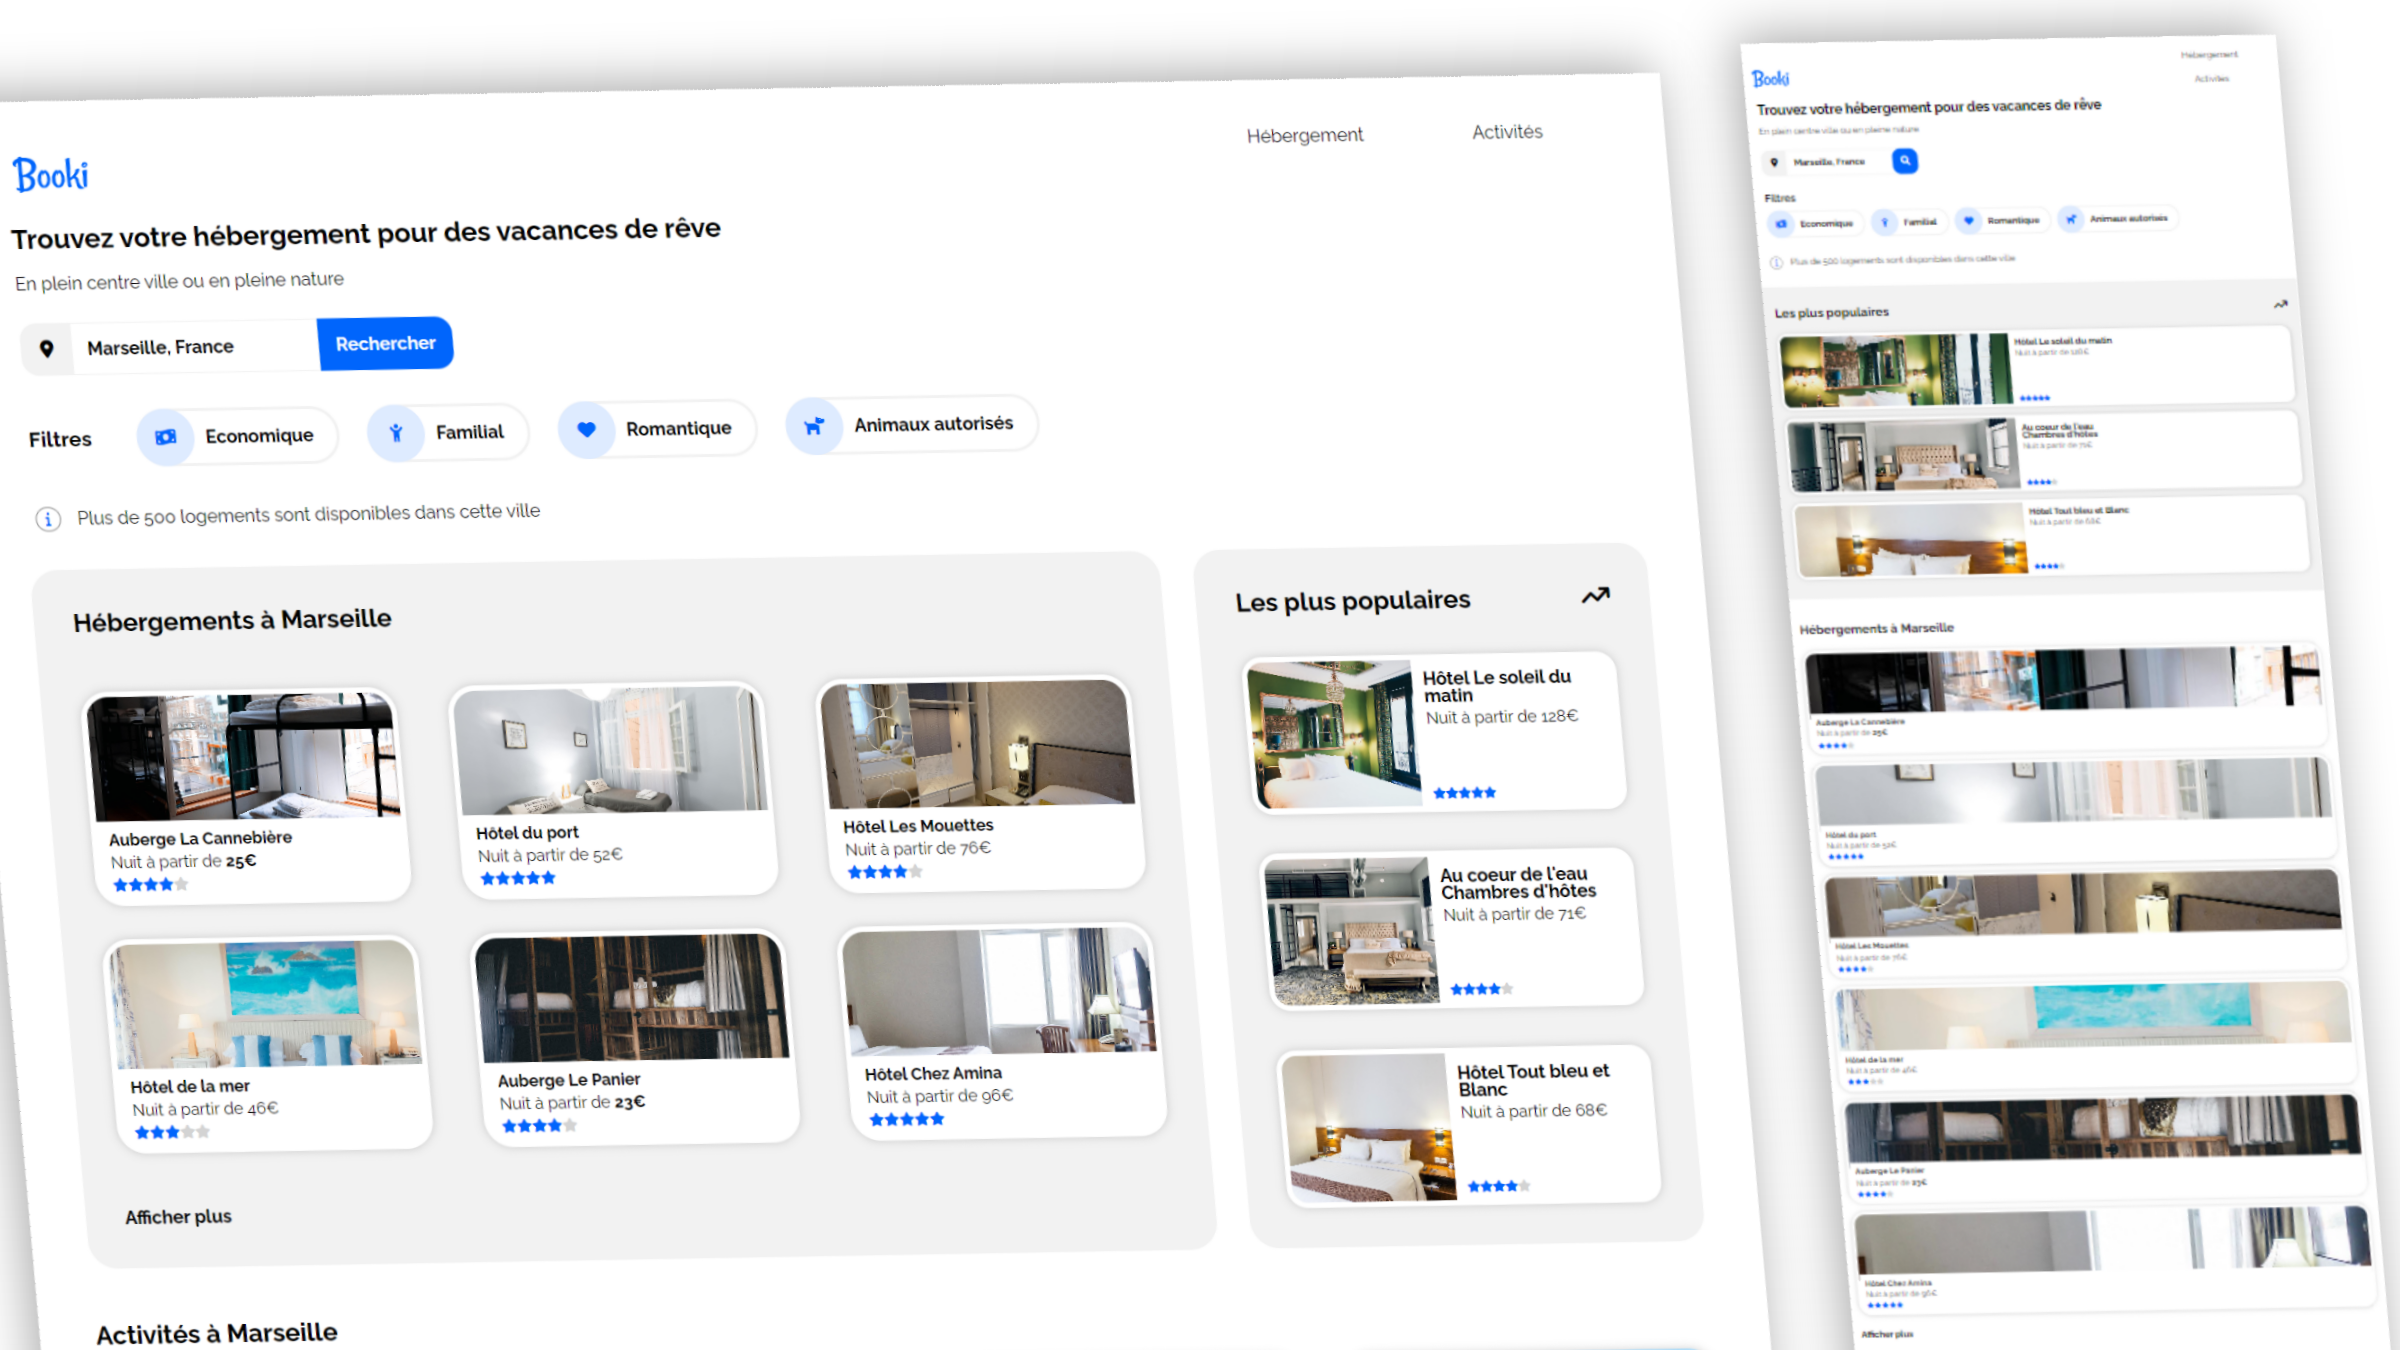 Hébergement
Activités
Booki
Trouvez votre hébergement pour des vacances de rêve
En plein centre ville ou en pleine nature
Marseille, France
Rechercher
Filtres
Economique
Familial
Romantique
Animaux autorisés
Plus de 500 logements sont disponibles dans cette ville
Hébergements à Marseille
Auberge La Cannebière
Nuit à partir de 25€
Hôtel du port
Nuit à partir de 52€
Hôtel Les Mouettes
Nuit à partir de 76€
Hôtel de la mer
Nuit à partir de 46€
Auberge Le Panier
Nuit à partir de 23€
Hôtel Chez Amina
Nuit à partir de 96€
Afficher plus
Les plus populaires
Hôtel Le soleil du
matin
Nuit à partir de 128€
Au coeur de l'eau
Chambres d'hôtes
Nuit à partir de 71€
Hôtel Tout bleu et
Blanc
Nuit à partir de 68€
Activités à Marseille
Hébergement
Activités
Booki
Trouvez votre hébergement pour des vacances de rêve
En plein centre ville ou en pleine nature
Marseille, France
Filtres
Economique
Familial
Romantique
Animaux autorisés
Plus de 500 logements sont disponibles dans cette ville
Les plus populaires
Hôtel Le soleil du matin
Nuit à partir de 128€
Au coeur de l'eau
Chambres d'hôtes
Nuit à partir de 71€
Hôtel Tout bleu et Blanc
Nuit à partir de 68€
Hébergements à Marseille
Auberge La Cannebière
Nuit à partir de 25€
Hôtel du port
Nuit à partir de 52€
Hôtel Les Mouettes
Nuit à partir de 76€
Hôtel de la mer
Nuit à partir de 46€
Auberge Le Panier
Nuit à partir de 23€
Hôtel Chez Amina
Nuit à partir de 96€
Afficher plus